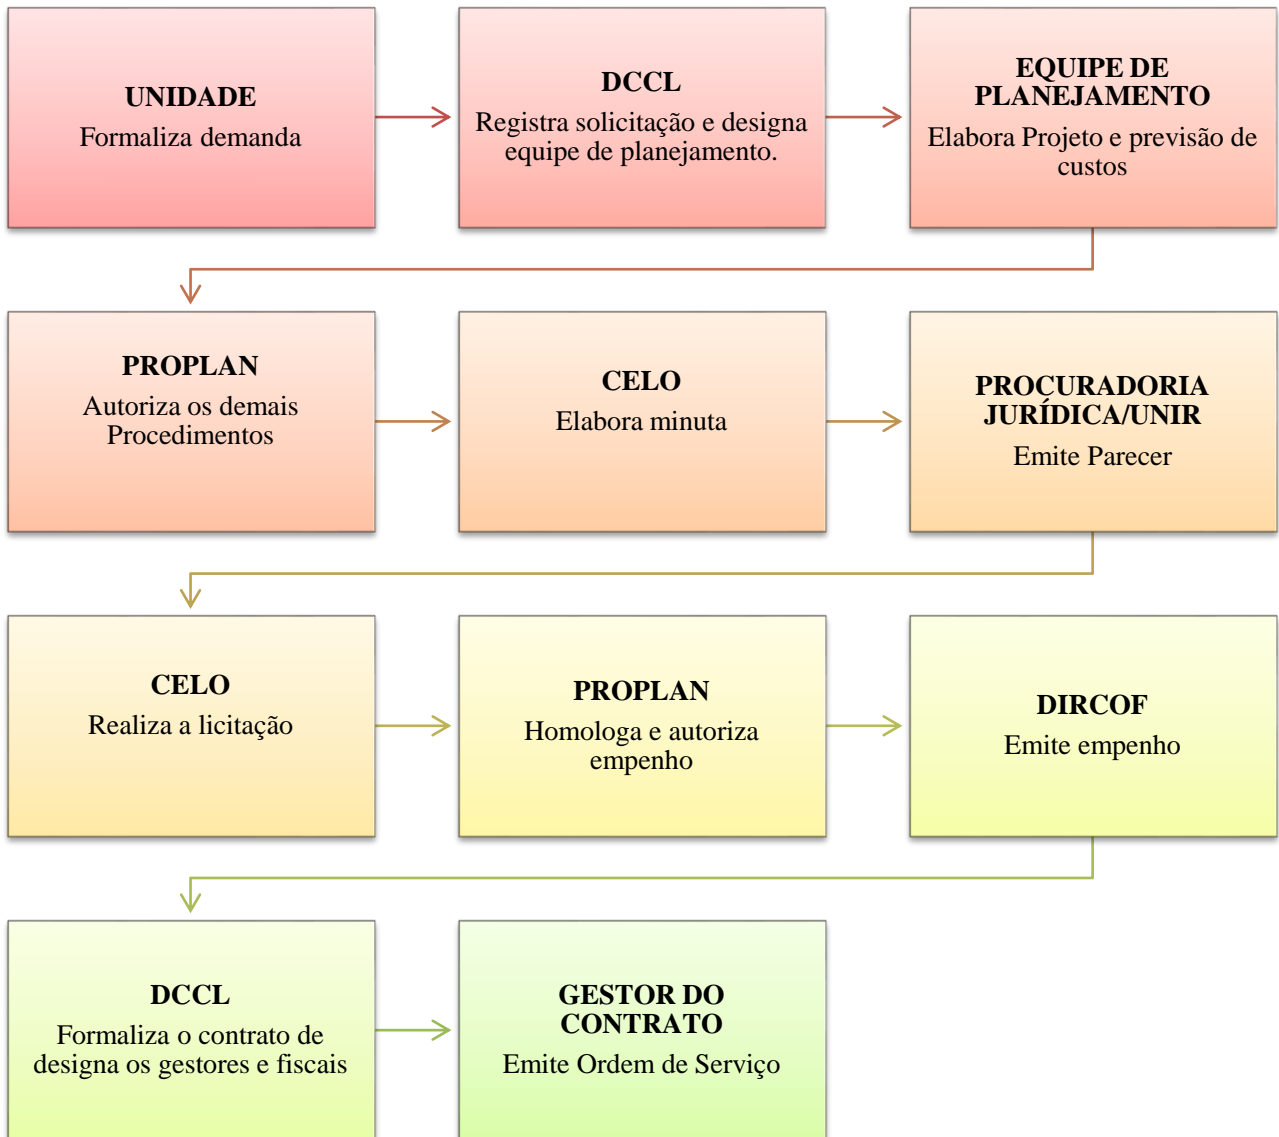 UNIDADE
Formaliza demanda
DCCL
Registra solicitação e designa
equipe de planejamento.
EQUIPE DE
PLANEJAMENTO
Elabora Projeto e previsão de
custos
PROPLAN
Autoriza os demais
Procedimentos
CELO
Elabora minuta
PROCURADORIA
JURÍDICA/UNIR
Emite Parecer
CELO
Realiza a licitação
PROPLAN
Homologa e autoriza
empenho
DIRCOF
Emite empenho
DCCL
Formaliza o contrato de
designa os gestores e fiscais
GESTOR DO
CONTRATO
Emite Ordem de Serviço